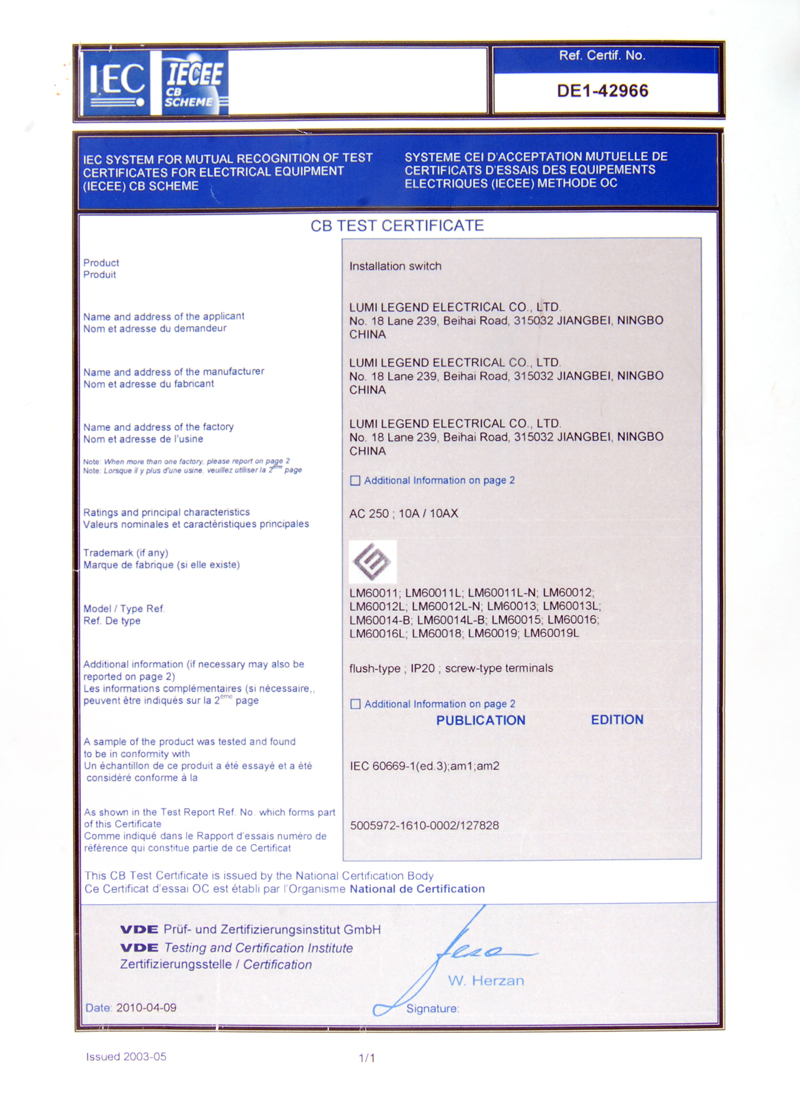 IEC
IECEE
CB
SCHEME
Ref. Certif. No.
DE1-42966
IEC SYSTEM FOR MUTUAL RECOGNITION OF TEST
CERTIFICATES FOR ELECTRICAL EQUIPMENT
(IECEE) CB SCHEME
SYSTEME CEI D'ACCEPTATION MUTUELLE DE
CERTIFICATS D'ESSAIS DES EQUIPEMENTS
ELECTRIQUES (IECEE) METHODE OC
CB TEST CERTIFICATE
Product
Produit
Installation switch
Name and address of the applicant
Nom et adresse du demandeur
LUMI LEGEND ELECTRICAL CO., LTD.
No. 18 Lane 239, Beihai Road, 315032 JIANGBEI, NINGBO
CHINA
Name and address of the manufacturer
Nom et adresse du fabricant
LUMI LEGEND ELECTRICAL CO., LTD.
No. 18 Lane 239, Beihai Road, 315032 JIANGBEI, NINGBO
CHINA
Name and address of the factory
Nom et adresse de l'usine
LUMI LEGEND ELECTRICAL CO., LTD.
No. 18 Lane 239, Beihai Road, 315032 JIANGBEI, NINGBO
CHINA
Note: When more than one factory, please report on page 2
Note: Lorsque il y plus d'une usine, veuillez utiliser la 2ème page
Additional Information on page 2
Ratings and principal characteristics
Valeurs nominales et caractéristiques principales
AC 250 ; 10A / 10AX
Trademark (if any)
Marque de fabrique (si elle existe)
Model / Type Ref.
Ref. De type
LM60011; LM60011L; LM60011L-N; LM60012;
LM60012L; LM60012L-N; LM60013; LM60013L;
LM60014-B; LM60014L-B; LM60015; LM60016;
LM60016L; LM60018; LM60019; LM60019L
Additional information (if necessary may also be
reported on page 2)
Les informations complémentaires (si nécessaire,,
peuvent être indiqués sur la 2ème page
flush-type ; IP20 ; screw-type terminals
Additional Information on page 2
PUBLICATION EDITION
A sample of the product was tested and found
to be in conformity with
Un échantillon de ce produit a été essayé et a été
considéré conforme à la
IEC 60669-1(ed.3);am1;am2
As shown in the Test Report Ref. No. which forms part
of this Certificate
Comme indiqué dans le Rapport d'essais numéro de
référence qui constitue partie de ce Certificat
5005972-1610-0002/127828
This CB Test Certificate is issued by the National Certification Body
Ce Certificat d'essai OC est établi par l'Organisme National de Certification
VDE Prüf- und Zertifizierungsinstitut GmbH
VDE Testing and Certification Institute
Zertifizierungsstelle / Certification
W. Herzan
Date: 2010-04-09
Signature:
Issued 2003-05
1/1